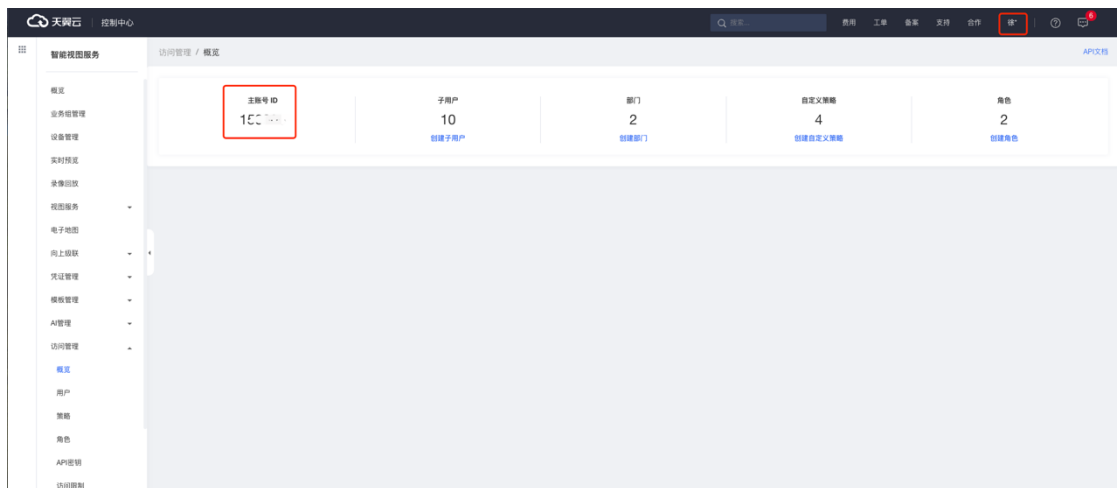 天翼云 控制中心 搜索... 费用 工单 备案 支持 合作 徐* 6
智能视图服务 访问管理 / 概览 API文档
概览
业务组管理
设备管理
实时预览
录像回放
视图服务
电子地图
向上级联
凭证管理
模板管理
AI管理
访问管理
概览
用户
策略
角色
API密钥
访问限制
主账号 ID
子用户
10
创建子用户
部门
2
创建部门
自定义策略
4
创建自定义策略
角色
2
创建角色